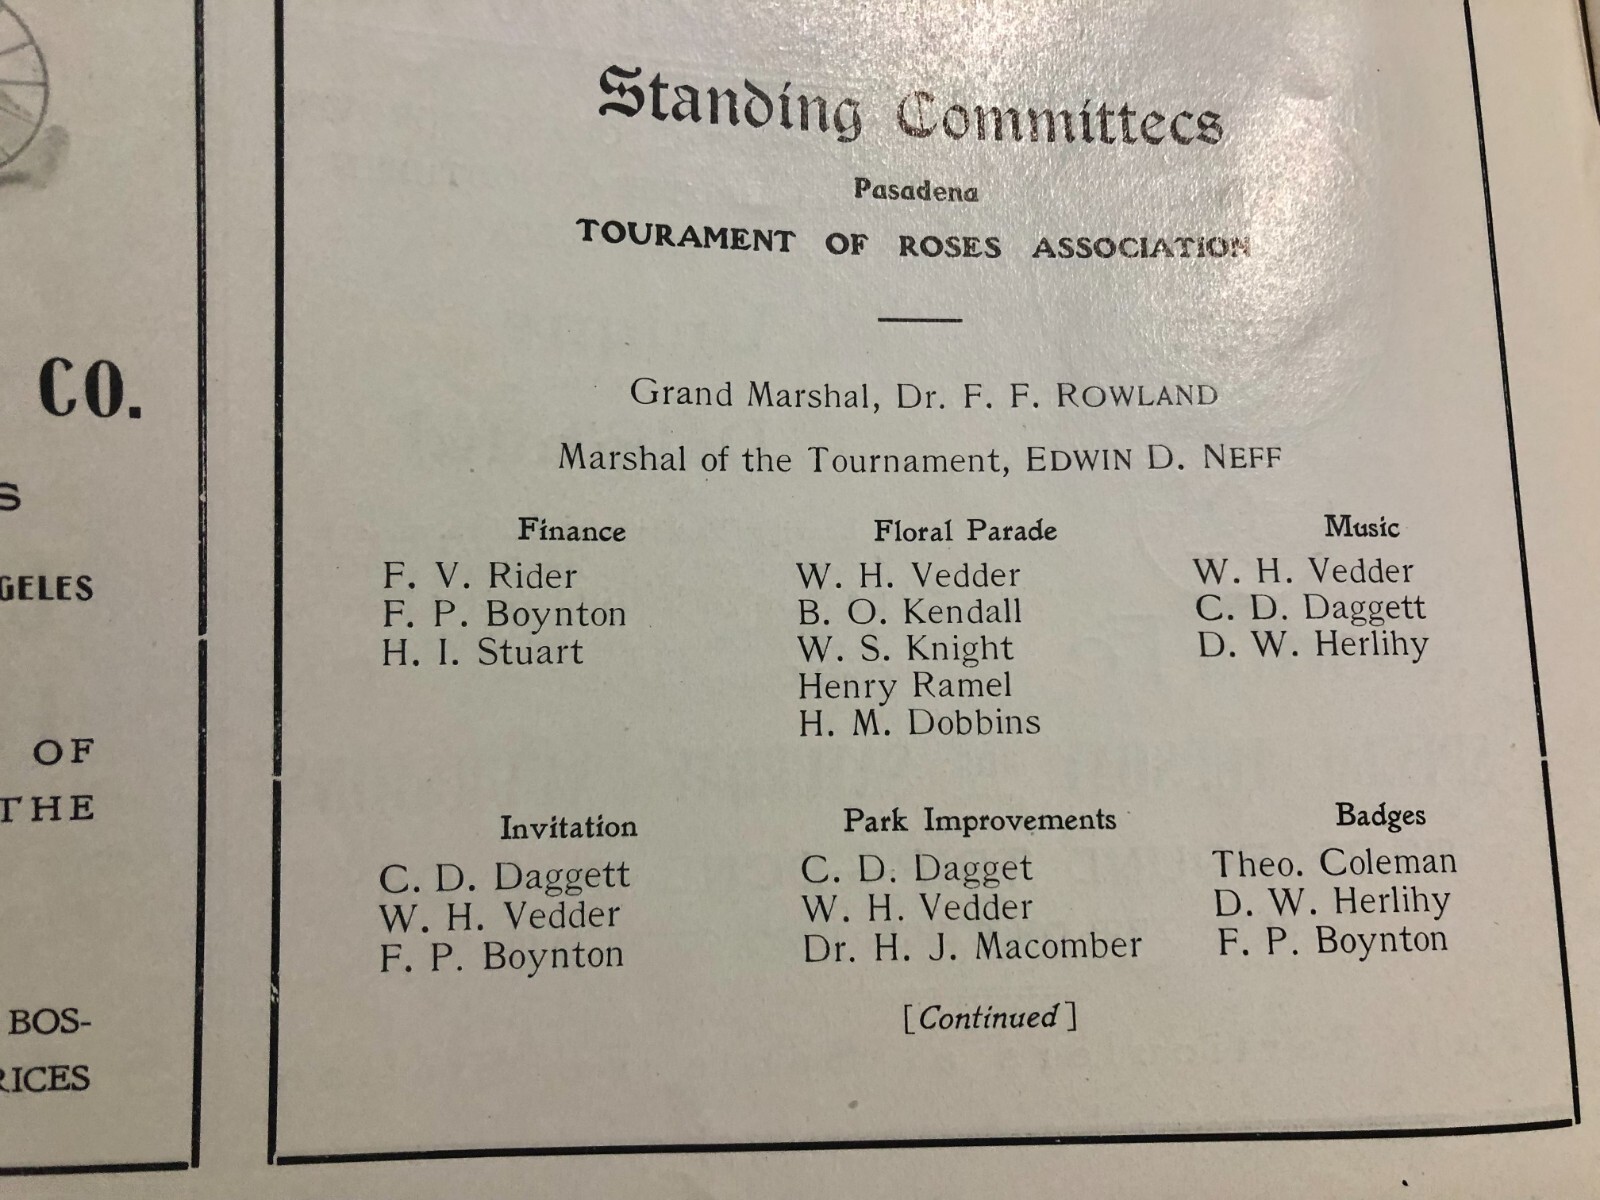 CO.
S
GELES
OF
THE
BOS-
RICES
Standing Committees
Pasadena
TOURAMENT OF ROSES ASSOCIATION
Grand Marshal, Dr. F. F. ROWLAND
Marshal of the Tournament, EDWIN D. NEFF
Finance
F. V. Rider
F. P. Boynton
H. I. Stuart
Floral Parade
W. H. Vedder
B. O. Kendall
W. S. Knight
Henry Ramel
H. M. Dobbins
Music
W. H. Vedder
C. D. Daggett
D. W. Herlihy
Invitation
C. D. Daggett
W. H. Vedder
F. P. Boynton
Park Improvements
C. D. Dagget
W. H. Vedder
Dr. H. J. Macomber
Badges
Theo. Coleman
D. W. Herlihy
F. P. Boynton
[Continued]